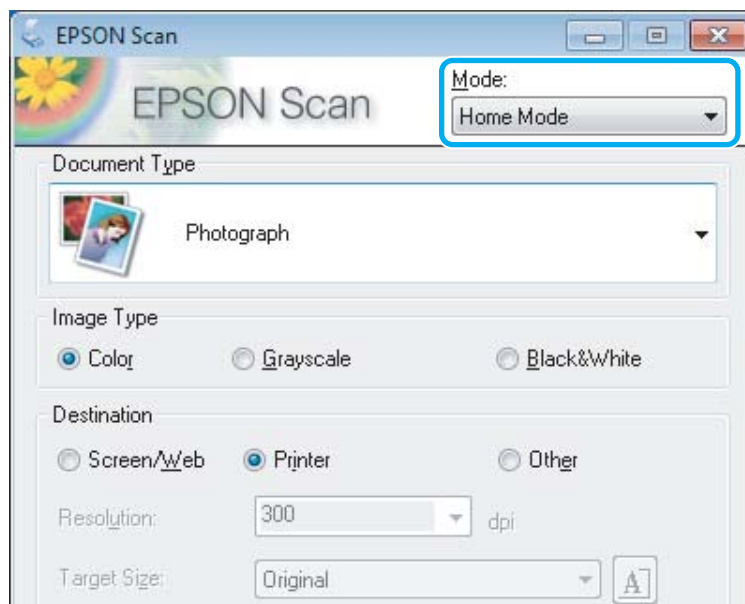 EPSON Scan
EPSON Scan
Mode:
Home Mode
Document Type
Photograph
Image Type
Color Grayscale Black&White
Destination
Screen/Web Printer Other
Resolution: 300 dpi
Target Size: Original A